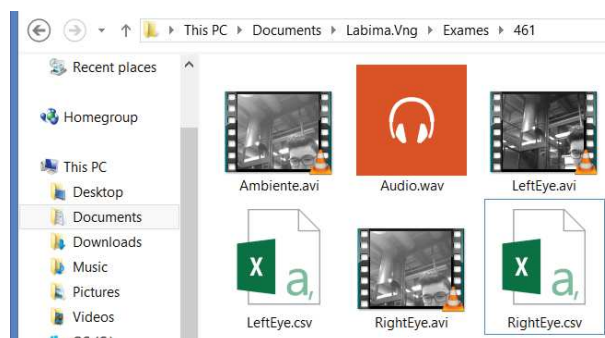 This PC Documents Labima.Vng Exames 461
Recent places
Homegroup
This PC
Desktop
Documents
Downloads
Music
Pictures
Videos
Ambiente.avi Audio.wav LeftEye.avi
X a, X a,
LeftEye.csv RightEye.avi RightEye.csv